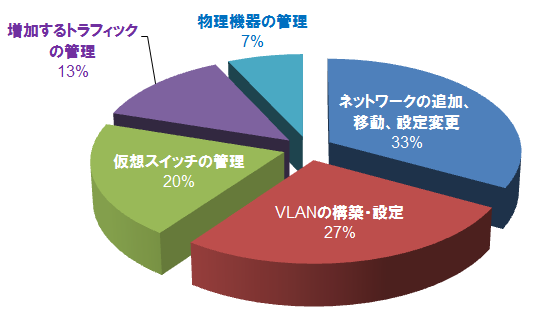 物理機器の管理
7%
増加するトラフィック
の管理
13%
ネットワークの追加、
移動、設定変更
33%
仮想スイッチの管理
20%
VLANの構築・設定
27%